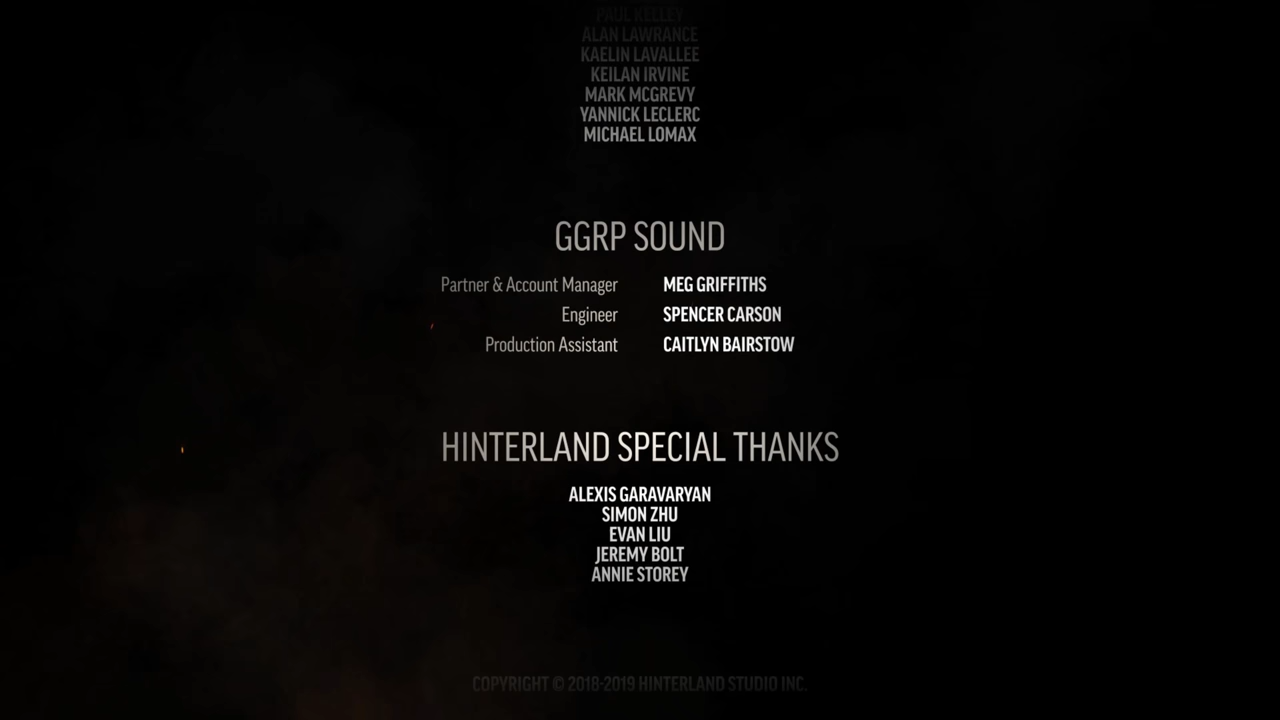 PAUL KELLEY
ALAN LAWRANCE
KAELIN LAVALLEE
KEILAN IRVINE
MARK MCGREVY
YANNICK LECLERC
MICHAEL LOMAX
GGRP SOUND
Partner & Account Manager MEG GRIFFITHS
Engineer SPENCER CARSON
Production Assistant CAITLYN BAIRSTOW
HINTERLAND SPECIAL THANKS
ALEXIS GARAVARYAN
SIMON ZHU
EVAN LIU
JEREMY BOLT
ANNIE STOREY
COPYRIGHT © 2018-2019 HINTERLAND STUDIO INC.